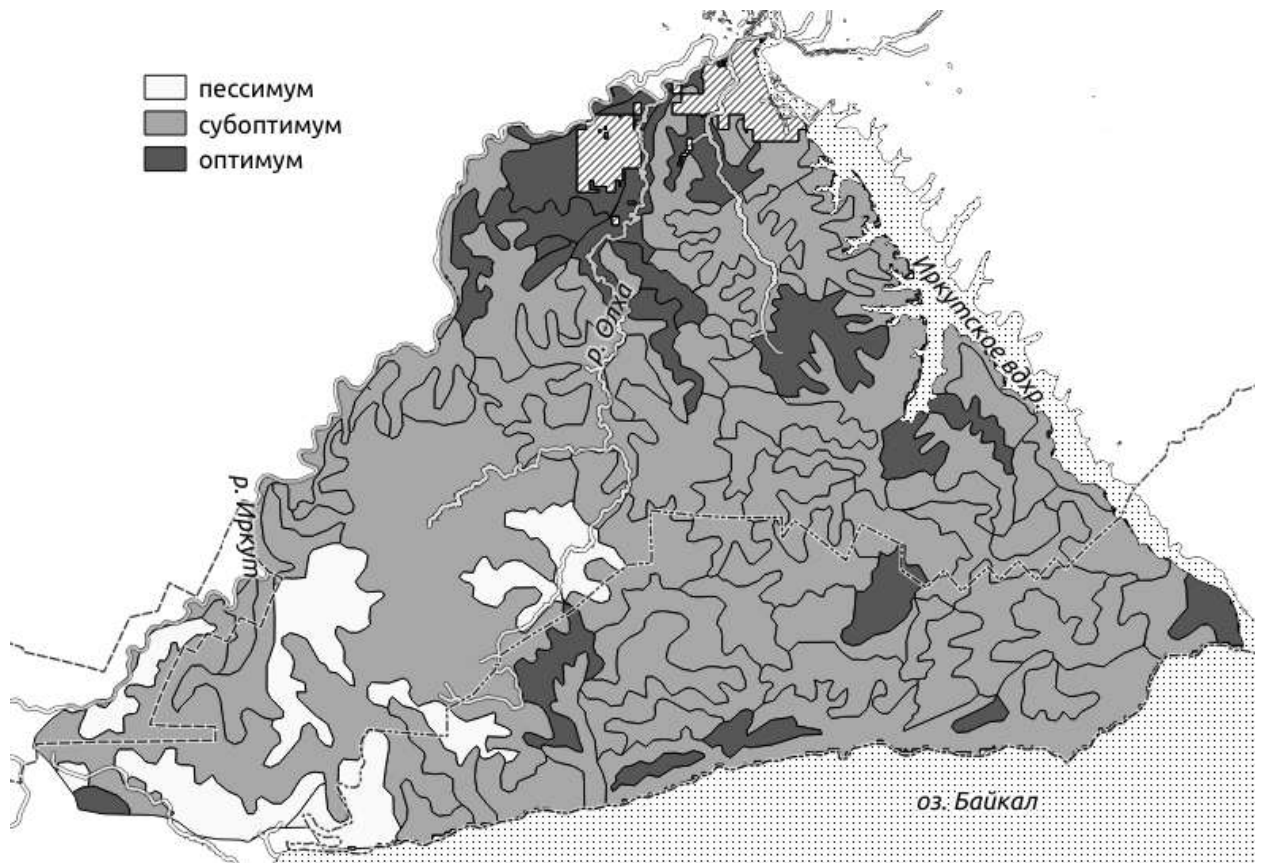 пессимум
субоптимум
оптимум
р. Олха
Иркутское вдхр
р. Иркут
оз. Байкал